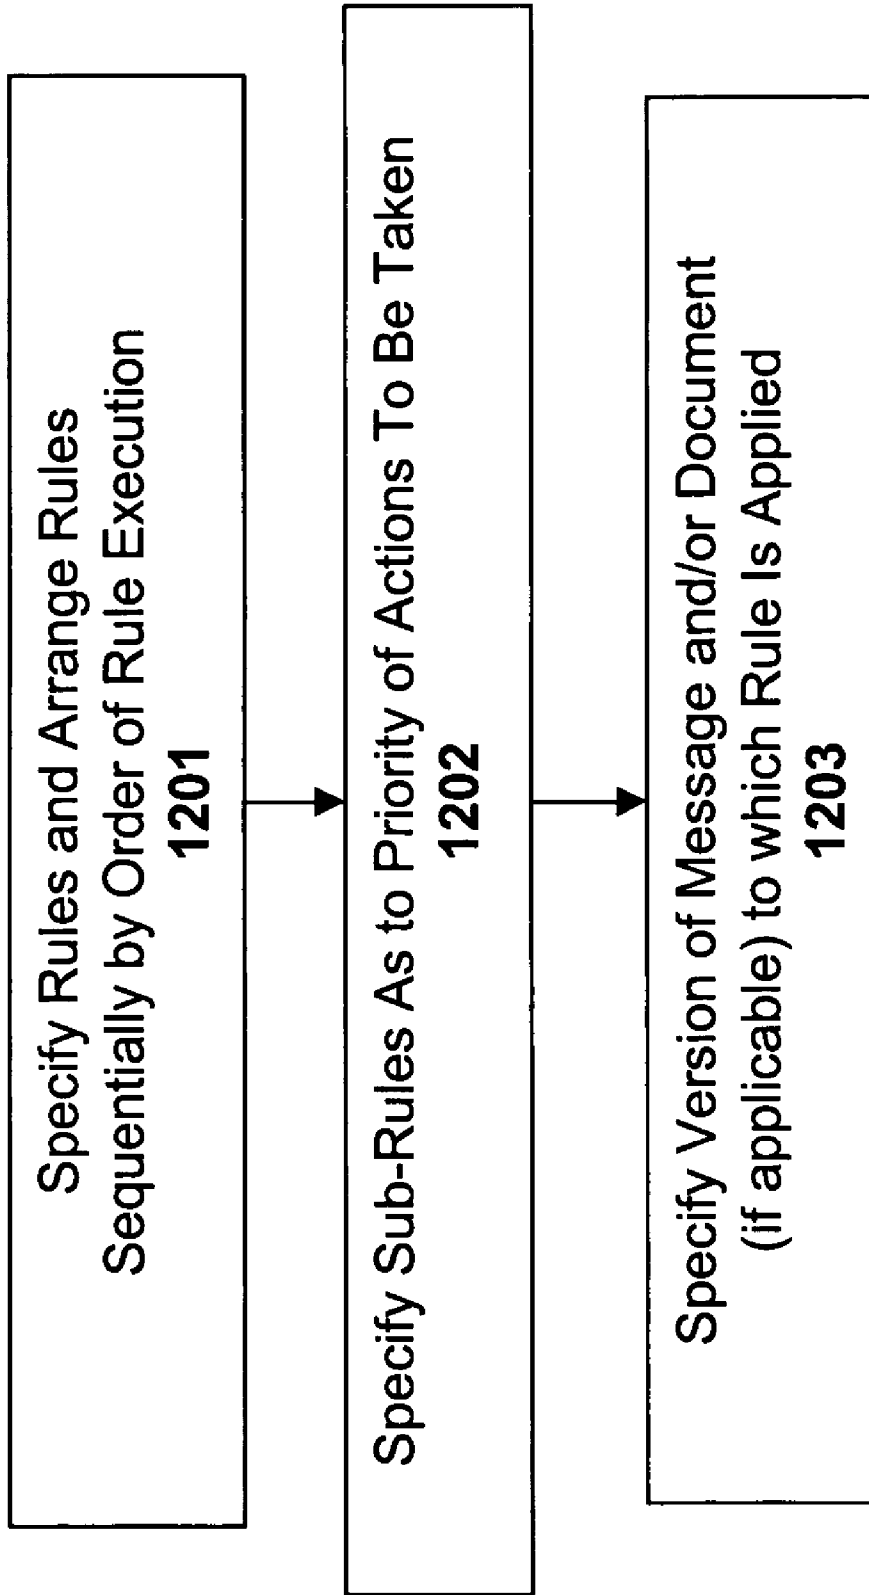 Specify Rules and Arrange Rules
Sequentially by Order of Rule Execution
1201
Specify Sub-Rules As to Priority of Actions To Be Taken
1202
Specify Version of Message and/or Document
(if applicable) to which Rule Is Applied
1203